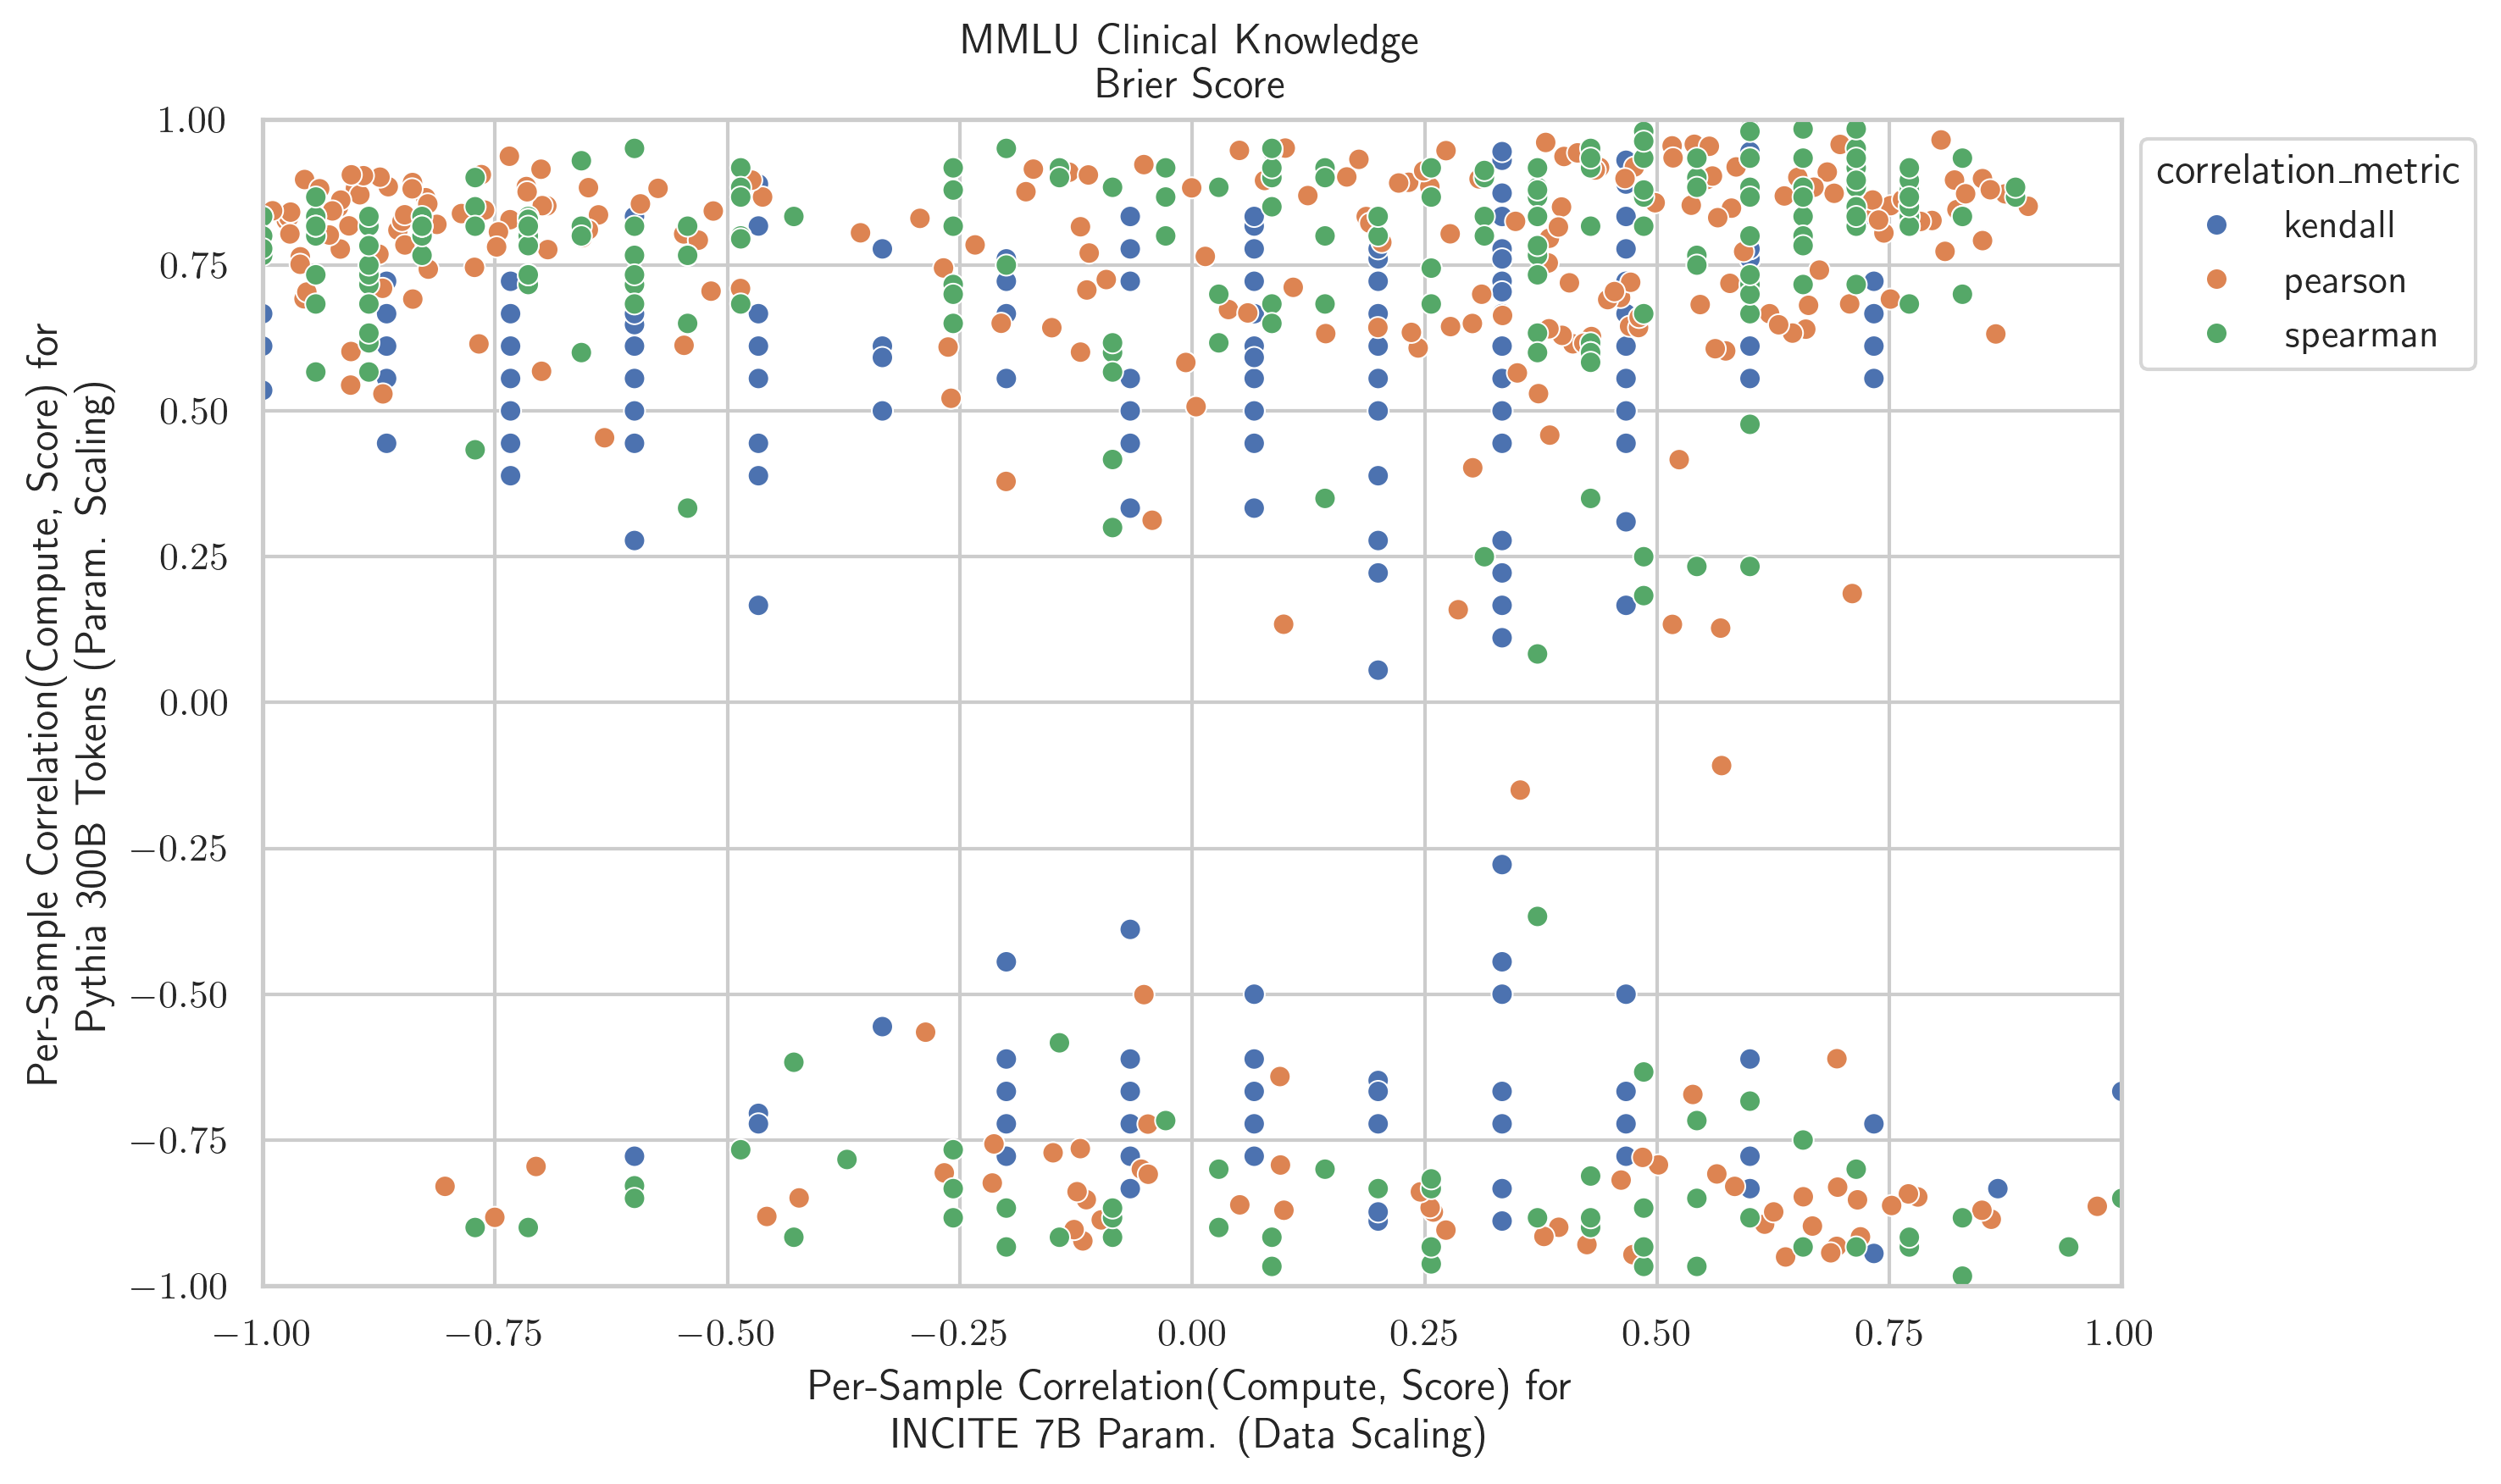 MMLU Clinical Knowledge
Brier Score
1.00
0.75
0.50
0.25
0.00
−0.25
−0.50
−0.75
−1.00
Per-Sample Correlation(Compute, Score) for
Pythia 300B Tokens (Param. Scaling)
−1.00 −0.75 −0.50 −0.25 0.00 0.25 0.50 0.75 1.00
Per-Sample Correlation(Compute, Score) for
INCITE 7B Param. (Data Scaling)
correlation_metric
kendall
pearson
spearman